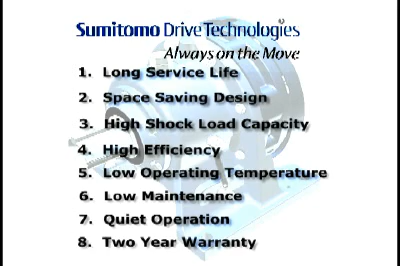 Sumitomo Drive Technologies
Always on the Move
1. Long Service Life
2. Space Saving Design
3. High Shock Load Capacity
4. High Efficiency
5. Low Operating Temperature
6. Low Maintenance
7. Quiet Operation
8. Two Year Warranty